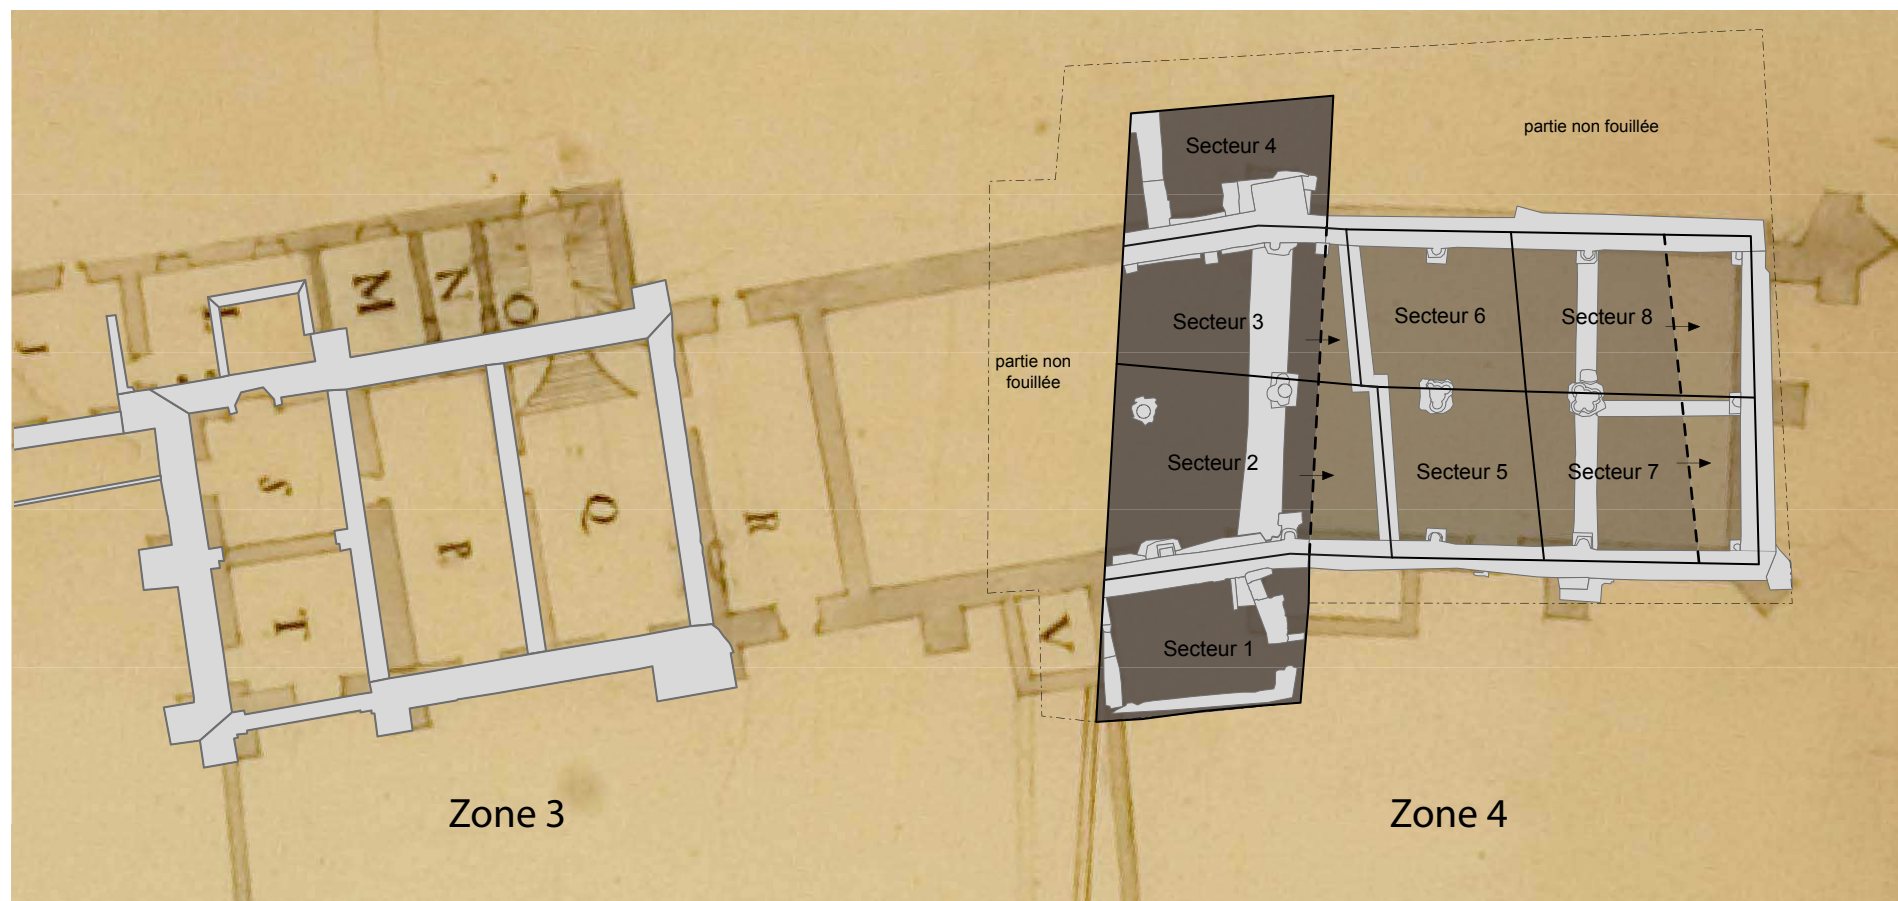 partie non fouillée
Secteur 4
M
N
O
Secteur 3
Secteur 6
Secteur 8
J
L
partie non
fouillée
Secteur 2
Secteur 5
Secteur 7
S
P
Q
R
T
V
Secteur 1
Zone 3
Zone 4